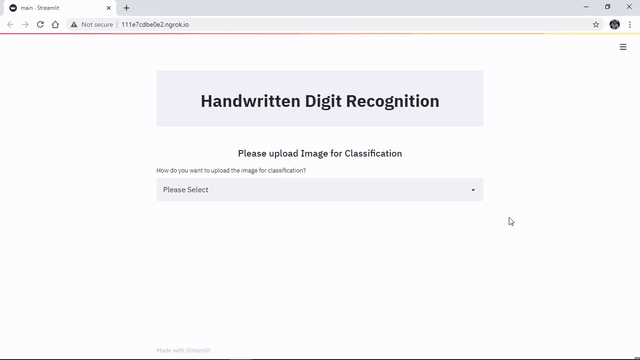 main - Streamlit
Not secure
111e7cdbe0e2.ngrok.io
Handwritten Digit Recognition
Please upload Image for Classification
How do you want to upload the image for classification?
Please Select
Made with Streamlit